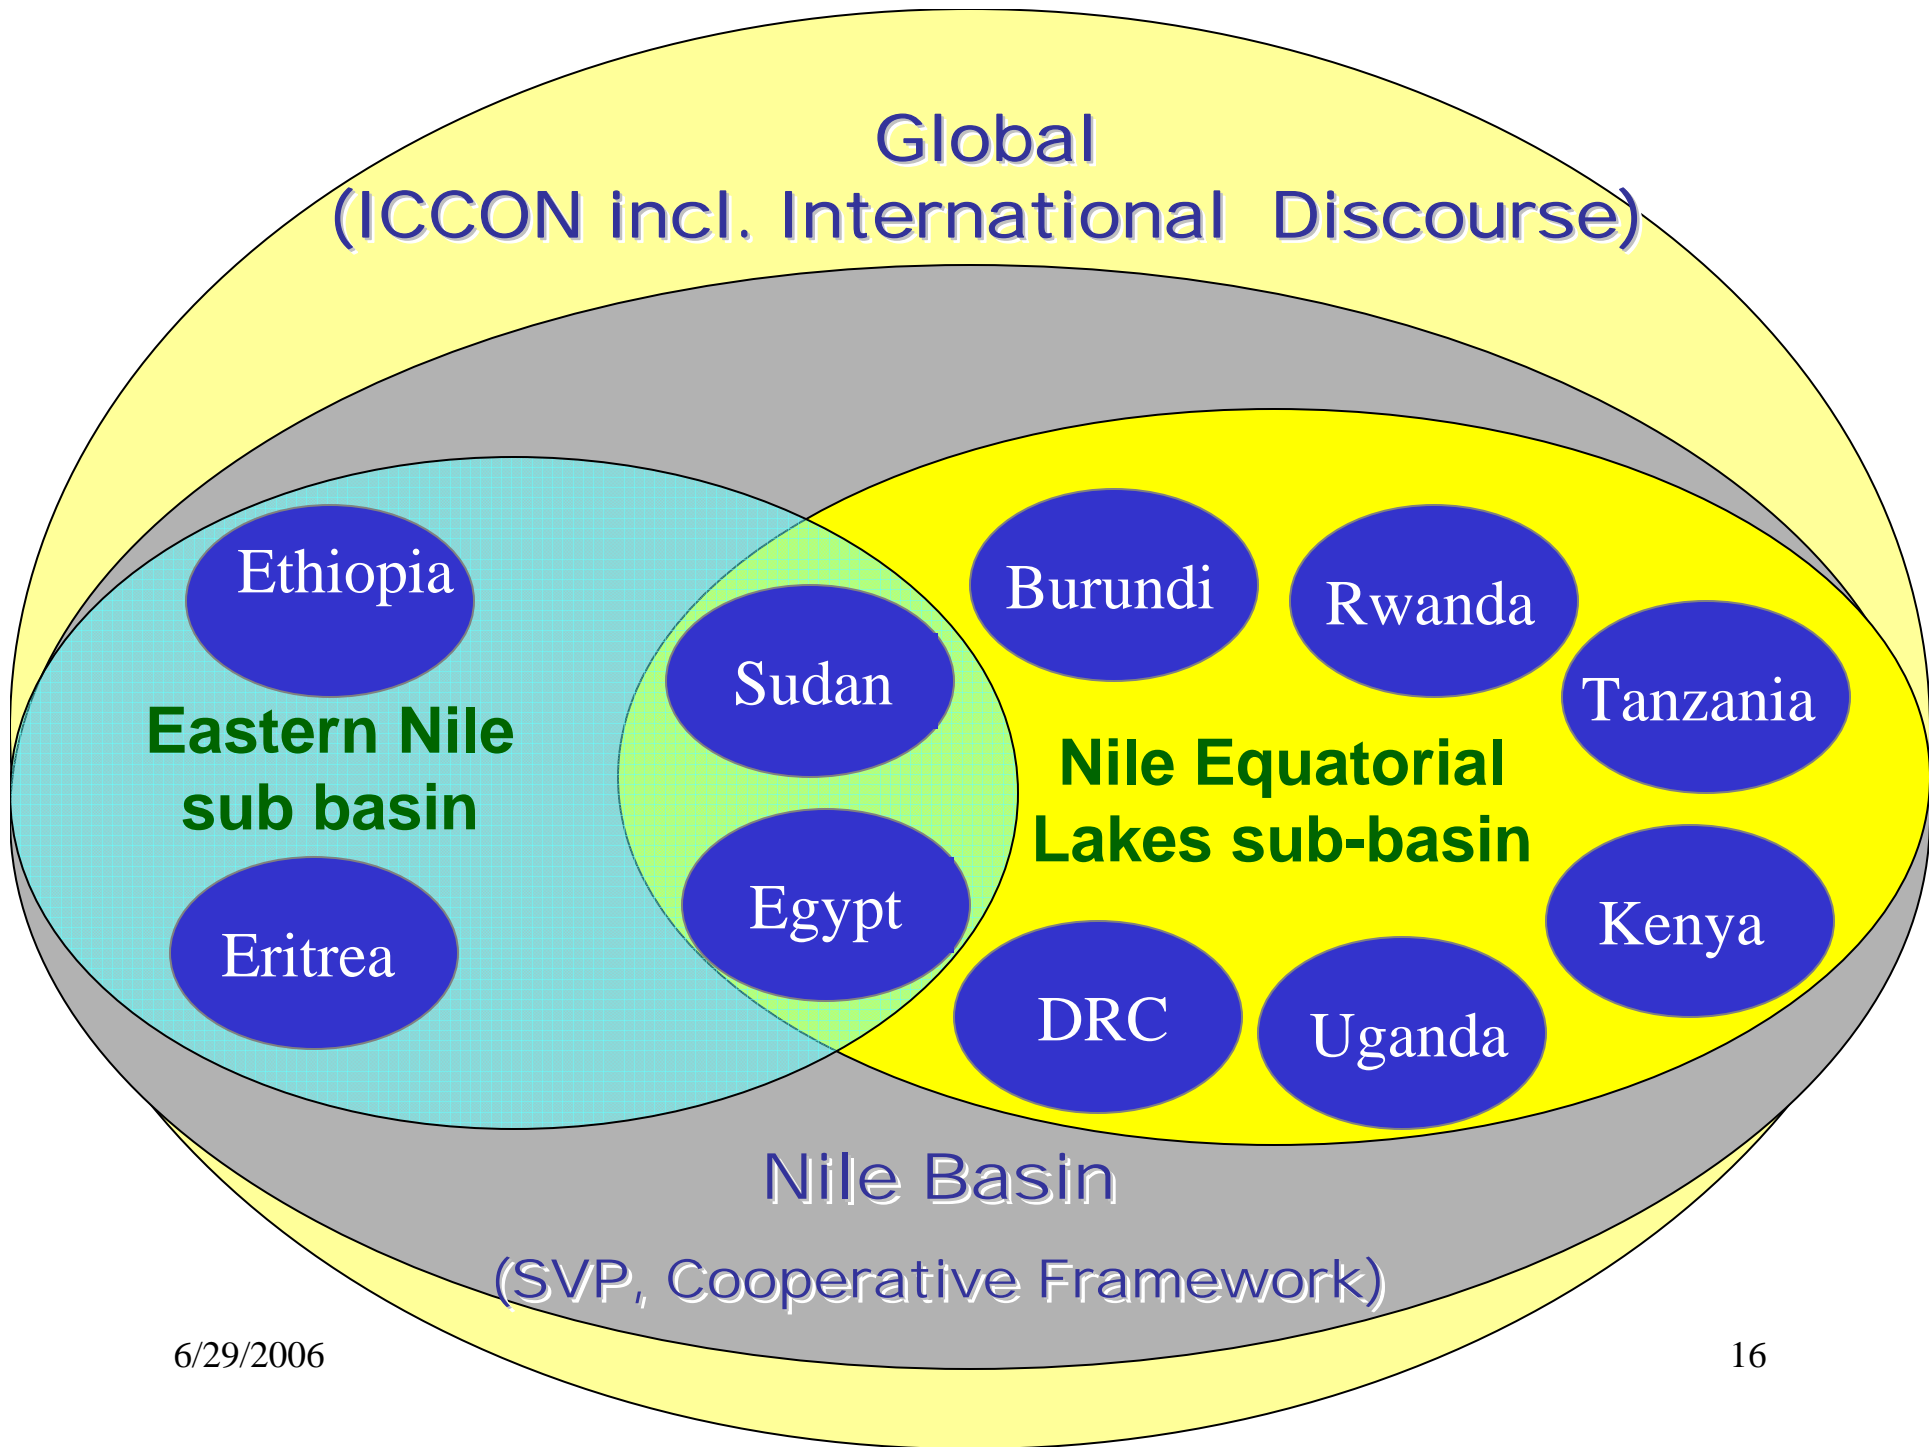 Global
(ICCON incl. International Discourse)
Ethiopia
Burundi
Rwanda
Sudan
Tanzania
Eastern Nile
sub basin
Nile Equatorial
Lakes sub-basin
Egypt
Kenya
Eritrea
DRC
Uganda
Nile Basin
(SVP, Cooperative Framework)
6/29/2006
16